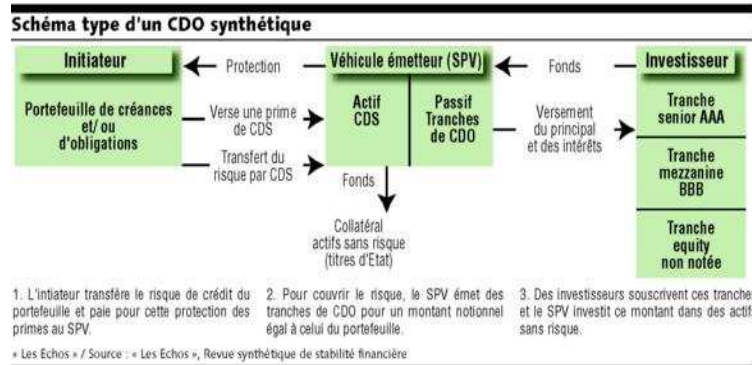 Schéma type d'un CDO synthétique
Initiateur
Protection
Véhicule émetteur (SPV)
Fonds
Investisseur
Portefeuille de créances
et/ ou
d'obligations
Verse une prime
de CDS
Transfert du
risque par CDS
Actif
CDS
Passif
Tranches
de CDO
Versement
du principal
et des intérêts
Tranche
senior AAA
Tranche
mezzanine
BBB
Tranche
equity
non notée
Fonds
Collatéral
actifs sans risque
(titres d'Etat)
1. L'intiateur transfère le risque de crédit du
portefeuille et paie pour cette protection des
primes au SPV.
2. Pour couvrir le risque, le SPV émet des
tranches de CDO pour un montant notionnel
égal à celui du portefeuille.
3. Des investisseurs souscrivent ces tranches
et le SPV investit ce montant dans des actifs
sans risque.
« Les Echos » / Source : « Les Echos », Revue synthétique de stabilité financière